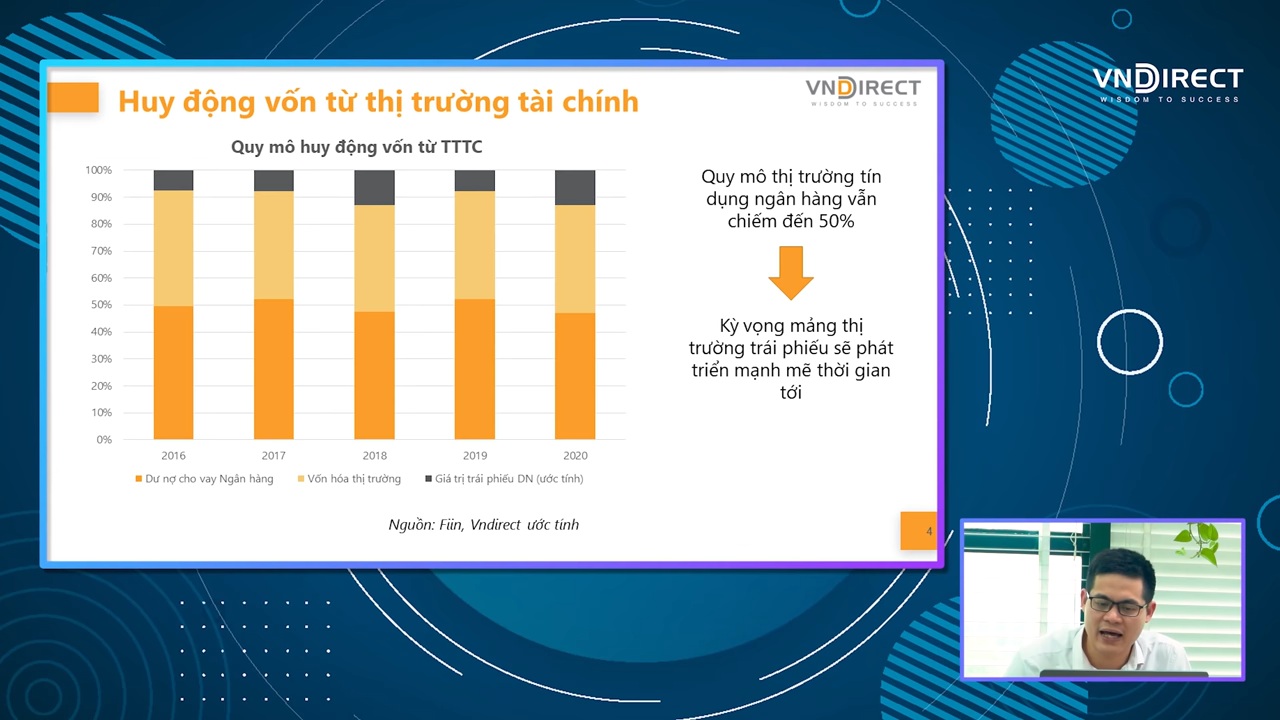 VNDIRECT
WISDOM TO SUCCESS
Huy động vốn từ thị trường tài chính
VNDIRECT
WISDOM TO SUCCESS
Quy mô huy động vốn từ TTTC
100%
90%
80%
70%
60%
50%
40%
30%
20%
10%
0%
2016 2017 2018 2019 2020
Dư nợ cho vay Ngân hàng Vốn hóa thị trường Giá trị trái phiếu DN (ước tính)
Nguồn: Fiin, Vndirect ước tính
Quy mô thị trường tín
dụng ngân hàng vẫn
chiếm đến 50%
Kỳ vọng mảng thị
trường trái phiếu sẽ phát
triển mạnh mẽ thời gian
tới
4